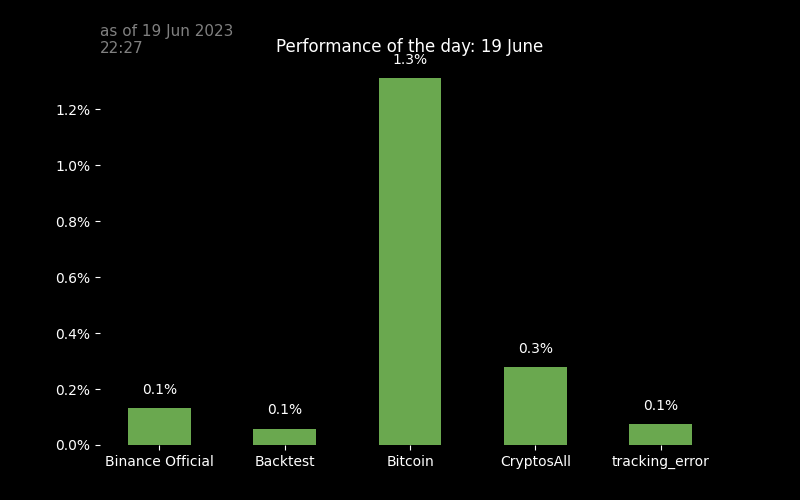 as of 19 Jun 2023
22:27
Performance of the day: 19 June
1.3%
1.2%
1.0%
0.8%
0.6%
0.4%
0.3%
0.2%
0.1%
0.1%
0.1%
0.0%
Binance Official
Backtest
Bitcoin
CryptosAll
tracking_error